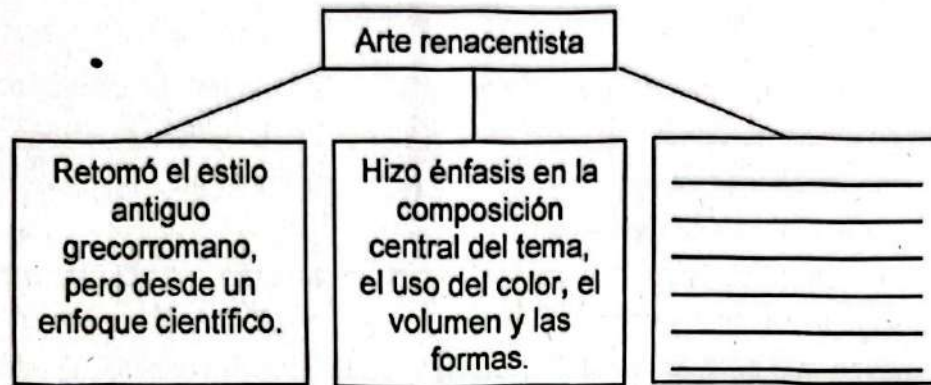 Arte renacentista
Retomó el estilo
antiguo
grecorromano,
pero desde un
enfoque científico.
Hizo énfasis en la
composición
central del tema,
el uso del color, el
volumen y las
formas.